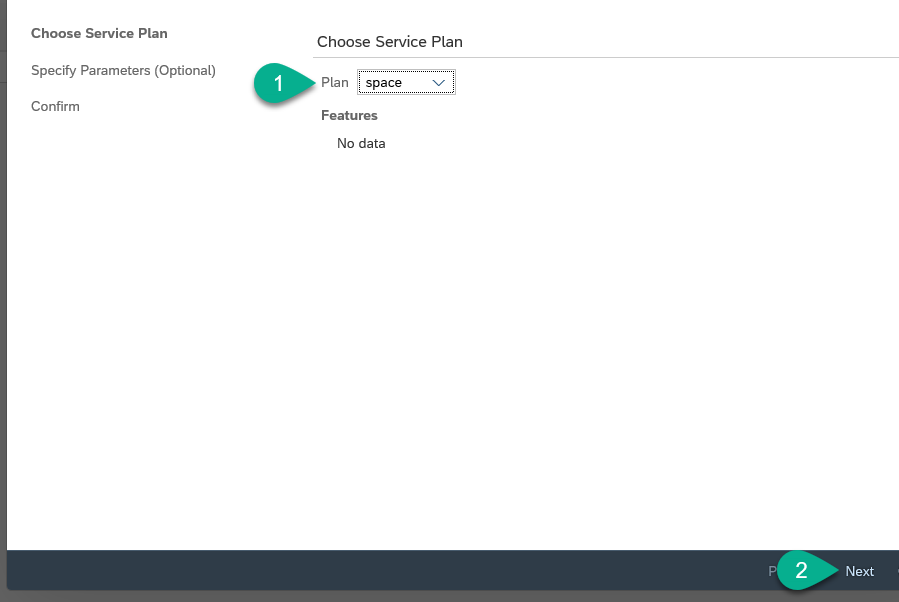 Choose Service Plan
Specify Parameters (Optional)
Confirm
Choose Service Plan
1
Plan space
Features
No data
2
Next